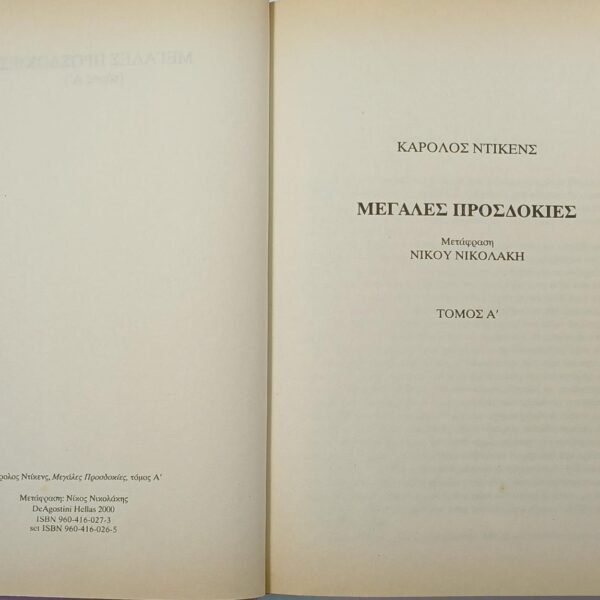 ρολος Ντίκενς, Μεγάλες Προσδοκίες, τόμος Α'
Μετάφραση: Νίκος Νικολάκης
DeAgostini Hellas 2000
ISBN 960-416-027-3
set ISBN 960-416-026-5
ΚΑΡΟΛΟΣ ΝΤΙΚΕΝΣ
ΜΕΓΑΛΕΣ ΠΡΟΣΔΟΚΙΕΣ
Μετάφραση
ΝΙΚΟΥ ΝΙΚΟΛΑΚΗ
ΤΟΜΟΣ Α'